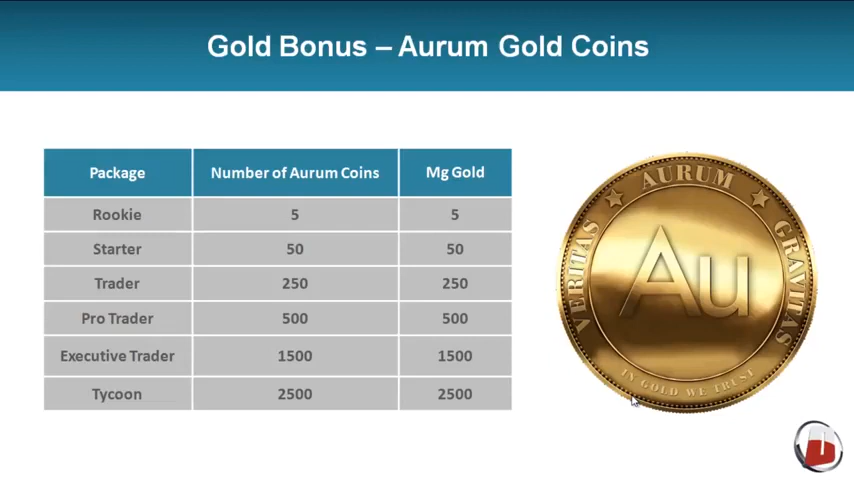 Gold Bonus – Aurum Gold Coins
Package Number of Aurum Coins Mg Gold
Rookie 5 5
Starter 50 50
Trader 250 250
Pro Trader 500 500
Executive Trader 1500 1500
Tycoon 2500 2500
AURUM
VERITAS
GRAVITAS
Au
IN GOLD WE TRUST